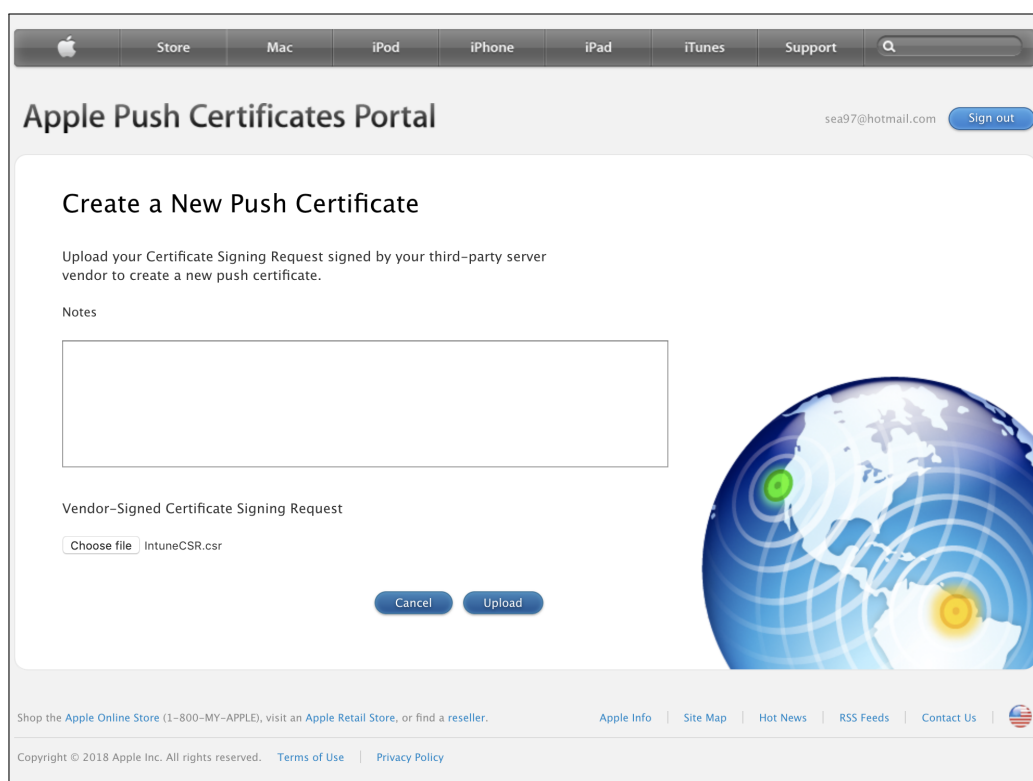 Store Mac iPod iPhone iPad iTunes Support
Apple Push Certificates Portal
sea97@hotmail.com Sign out
Create a New Push Certificate
Upload your Certificate Signing Request signed by your third-party server
vendor to create a new push certificate.
Notes
Vendor-Signed Certificate Signing Request
Choose file IntuneCSR.csr
Cancel Upload
Shop the Apple Online Store (1-800-MY-APPLE), visit an Apple Retail Store, or find a reseller. Apple Info | Site Map | Hot News | RSS Feeds | Contact Us |
Copyright © 2018 Apple Inc. All rights reserved. Terms of Use | Privacy Policy